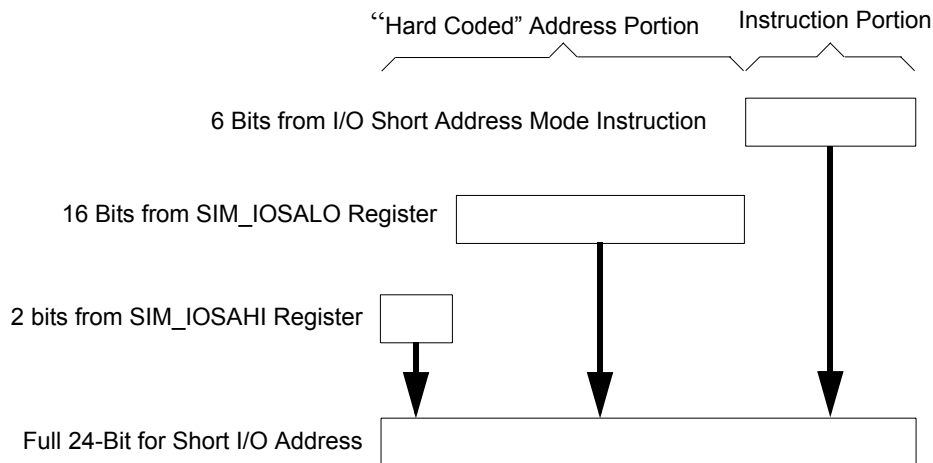 “Hard Coded” Address Portion
Instruction Portion
6 Bits from I/O Short Address Mode Instruction
16 Bits from SIM_IOSALO Register
2 bits from SIM_IOSAHI Register
Full 24-Bit for Short I/O Address